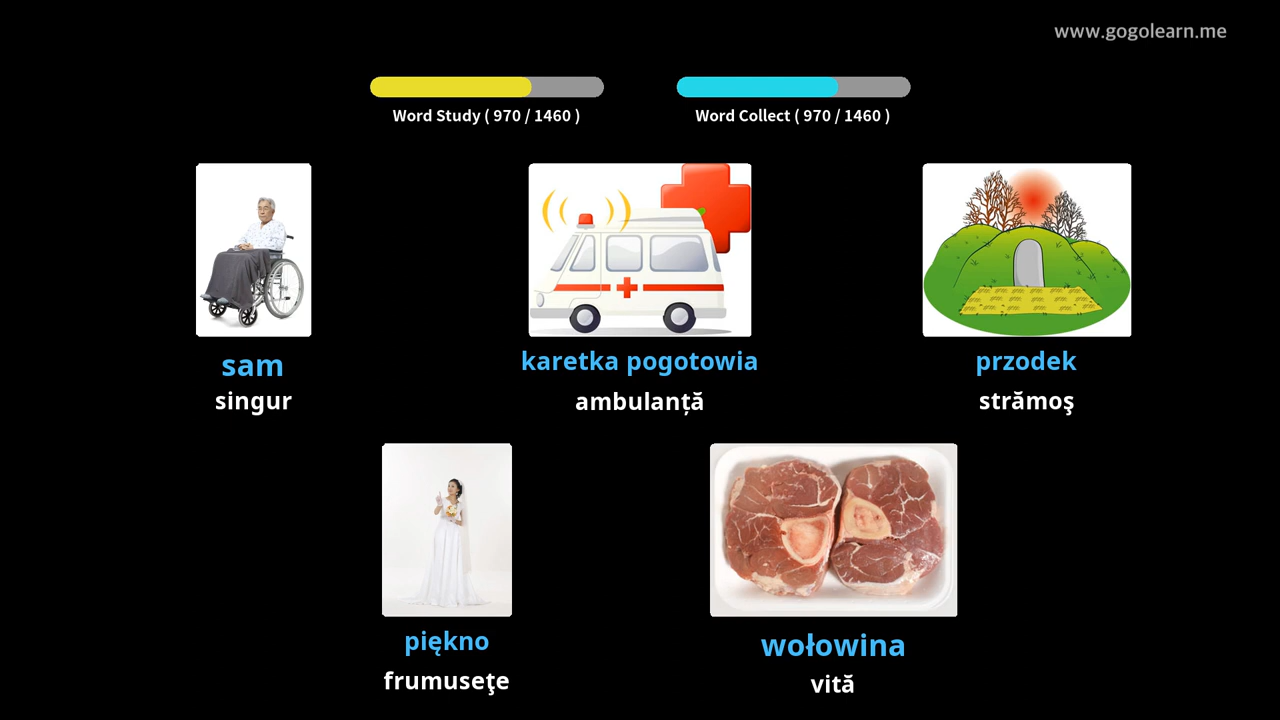 www.gogolearn.me
Word Study ( 970 / 1460 )
Word Collect ( 970 / 1460 )
sam
singur
karetka pogotowia
ambulanță
przodek
strămoş
piękno
frumuseţe
wołowina
vită